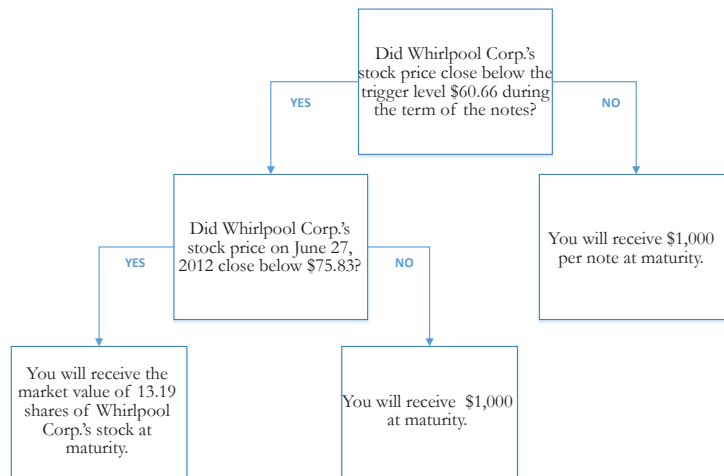 Did Whirlpool Corp.'s
stock price close below the
trigger level $60.66 during
the term of the notes?
YES
NO
Did Whirlpool Corp.'s
stock price on June 27,
2012 close below $75.83?
You will receive $1,000
per note at maturity.
YES
NO
You will receive the
market value of 13.19
shares of Whirlpool
Corp.'s stock at
maturity.
You will receive $1,000
at maturity.